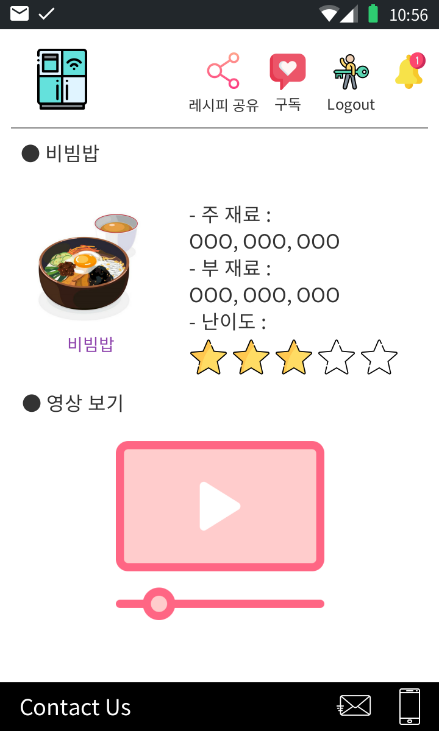 10:56
1
레시피 공유
구독
Logout
● 비빔밥
- 주 재료 :
OOO, OOO, OOO
- 부 재료 :
OOO, OOO, OOO
- 난이도 :
비빔밥
● 영상 보기
Contact Us